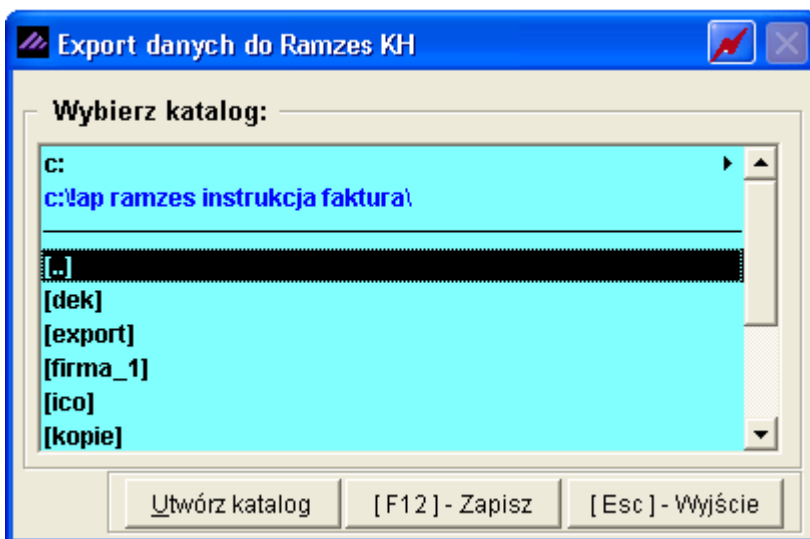 Export danych do Ramzes KH
Wybierz katalog:
c:
c:\!ap ramzes instrukcja faktura\
[..]
[dek]
[export]
[firma_1]
[ico]
[kopie]
Utwórz katalog [ F12 ] - Zapisz [ Esc ] - Wyjście